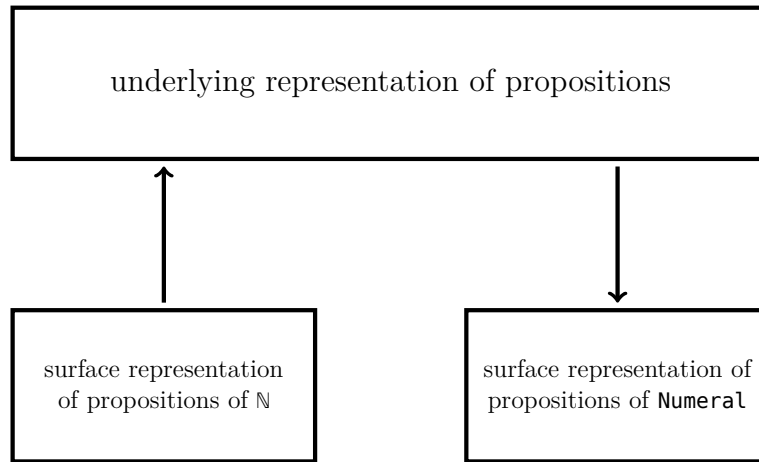 underlying representation of propositions
surface representation
of propositions of ℕ
surface representation of
propositions of Numeral